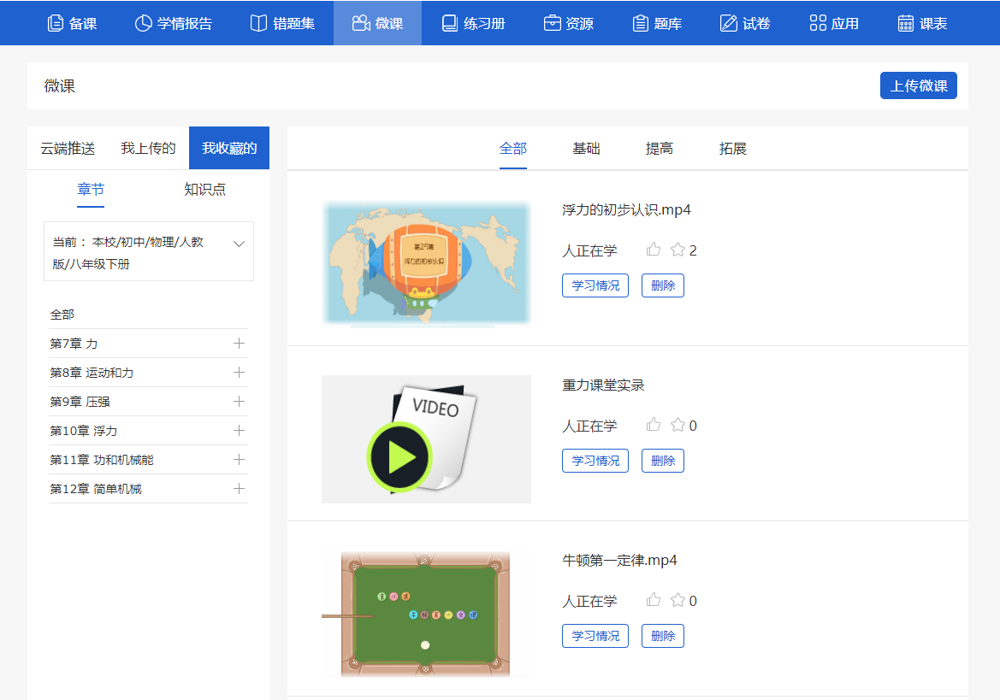 备课 学情报告 错题集 微课 练习册 资源 题库 试卷 应用 课表
微课
上传微课
云端推送 我上传的 我收藏的
章节 知识点
当前： 本校/初中/物理/人教
版/八年级下册
全部
第7章 力
第8章 运动和力
第9章 压强
第10章 浮力
第11章 功和机械能
第12章 简单机械
全部 基础 提高 拓展
第25集
浮力的初步认识
浮力的初步认识.mp4
人正在学 2
学习情况 删除
VIDEO
重力课堂实录
人正在学 0
学习情况 删除
牛顿第一定律.mp4
人正在学 0
学习情况 删除